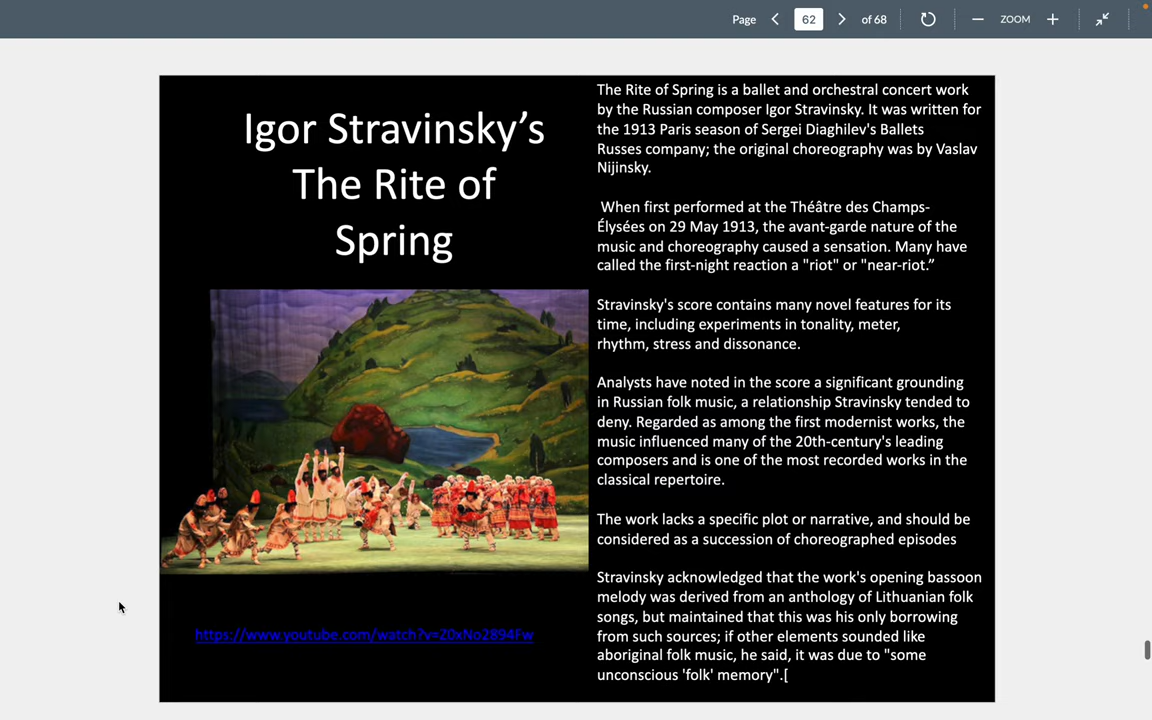 Page 62 of 68 ZOOM
Igor Stravinsky’s
The Rite of
Spring
https://www.youtube.com/watch?v=Z0xNo2894Fw
The Rite of Spring is a ballet and orchestral concert work
by the Russian composer Igor Stravinsky. It was written for
the 1913 Paris season of Sergei Diaghilev's Ballets
Russes company; the original choreography was by Vaslav
Nijinsky.
When first performed at the Théâtre des Champs-
Élysées on 29 May 1913, the avant-garde nature of the
music and choreography caused a sensation. Many have
called the first-night reaction a "riot" or "near-riot.”
Stravinsky's score contains many novel features for its
time, including experiments in tonality, meter,
rhythm, stress and dissonance.
Analysts have noted in the score a significant grounding
in Russian folk music, a relationship Stravinsky tended to
deny. Regarded as among the first modernist works, the
music influenced many of the 20th-century's leading
composers and is one of the most recorded works in the
classical repertoire.
The work lacks a specific plot or narrative, and should be
considered as a succession of choreographed episodes
Stravinsky acknowledged that the work's opening bassoon
melody was derived from an anthology of Lithuanian folk
songs, but maintained that this was his only borrowing
from such sources; if other elements sounded like
aboriginal folk music, he said, it was due to "some
unconscious 'folk' memory".[